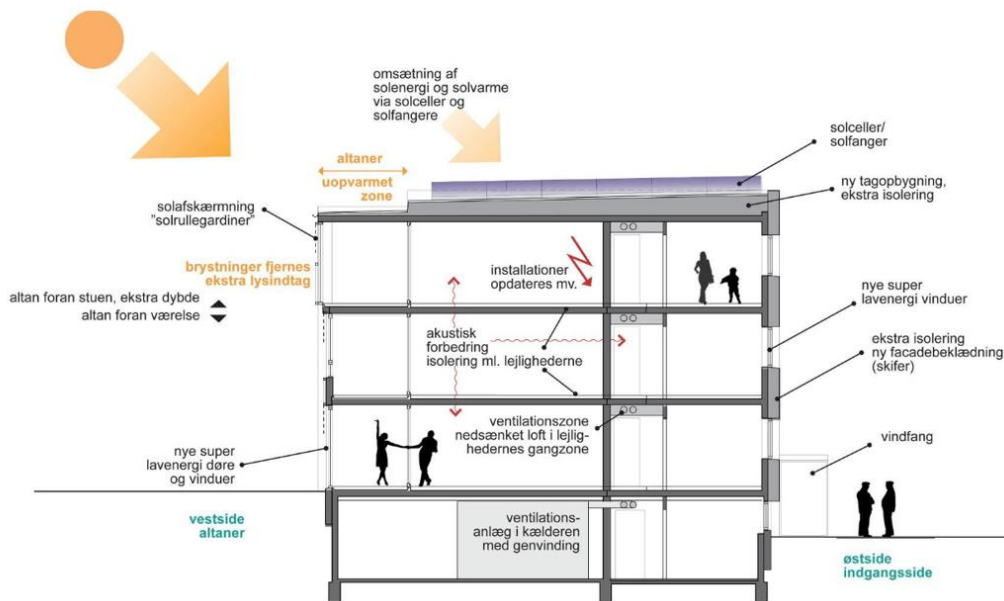 omsætning af
solenergi og solvarme
via solceller og
solfangere
solceller/
solfanger
altaner
uopvarmet
zone
ny tagopbygning,
ekstra isolering
solafskærmning
"solrullegardiner"
brystninger fjernes
ekstra lysindtag
installationer
opdateres mv.
altan foran stuen, ekstra dybde
altan foran værelse
nye super
lavenergi vinduer
akustisk
forbedring
isolering ml. lejlighederne
ekstra isolering
ny facadebeklædning
(skifer)
ventilationszone
nedsænket loft i lejlig-
hedernes gangzone
vindfang
nye super
lavenergi døre
og vinduer
vestside
altaner
ventilations-
anlæg i kælderen
med genvinding
østside
indgangsside